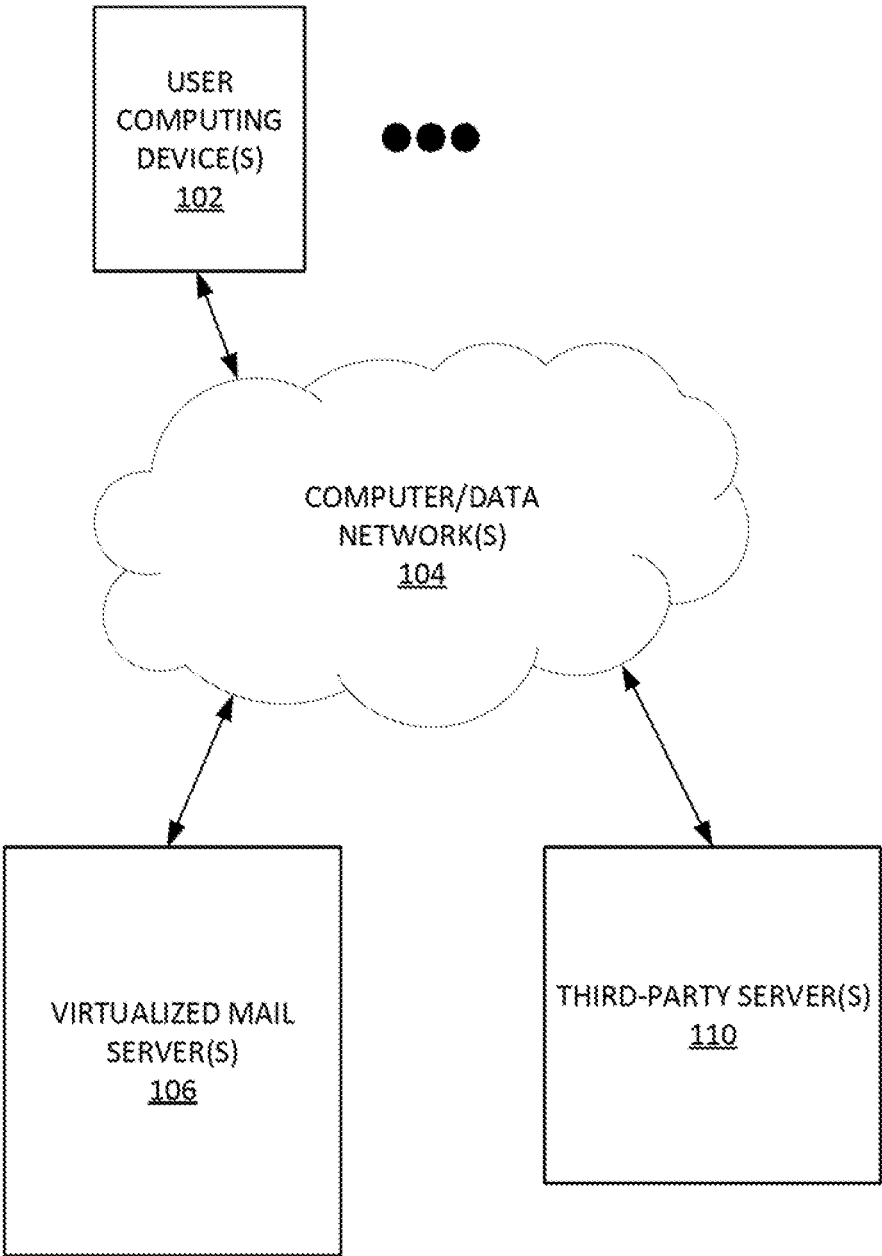 USER
COMPUTING
DEVICE(S)
102
COMPUTER/DATA
NETWORK(S)
104
VIRTUALIZED MAIL
SERVER(S)
106
THIRD-PARTY SERVER(S)
110